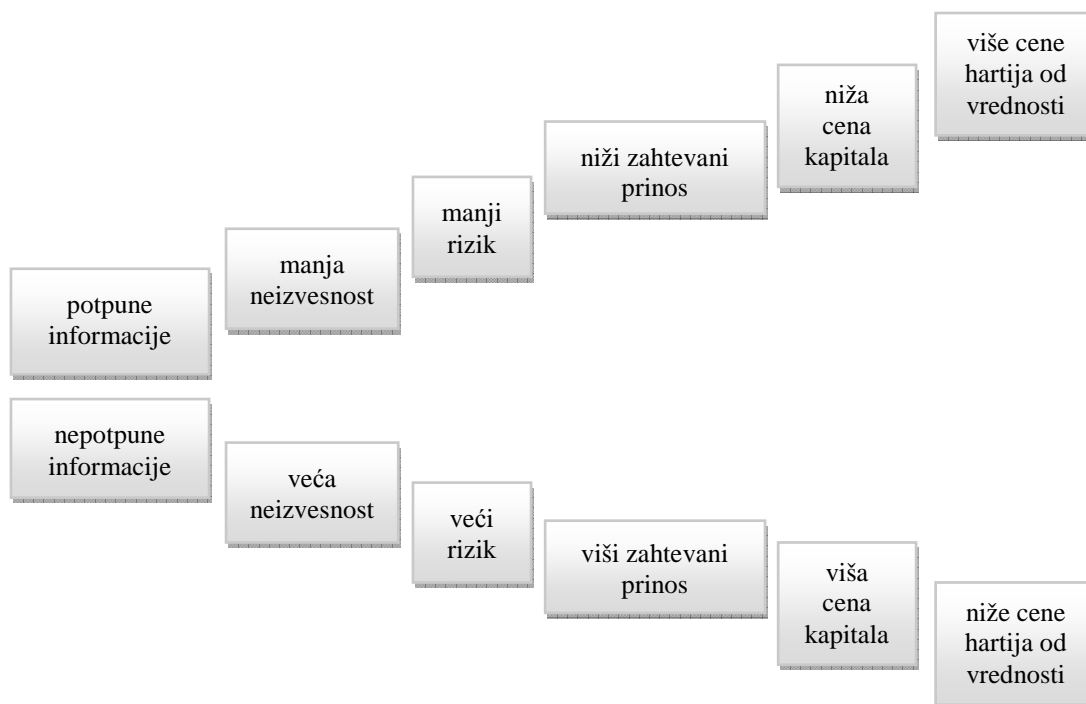 potpune
informacije
manja
neizvesnost
manji
rizik
niži zahtevani
prinos
niža
cena
kapitala
više cene
hartija od
vrednosti
nepotpune
informacije
veća
neizvesnost
veći
rizik
viši zahtevani
prinos
viša
cena
kapitala
niže cene
hartija od
vrednosti